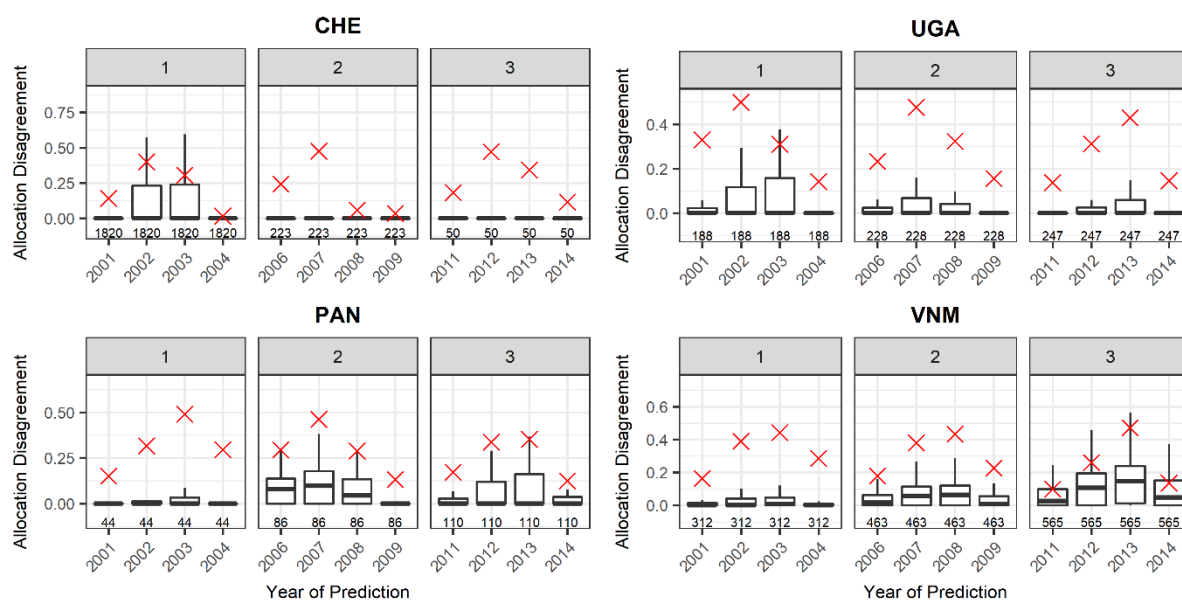 CHE
1 2 3
Allocation Disagreement
0.75
0.50
0.25
0.00
1820 1820 1820 1820 223 223 223 223 50 50 50 50
2001 2002 2003 2004 2006 2007 2008 2009 2011 2012 2013 2014
UGA
1 2 3
Allocation Disagreement
0.4
0.2
0.0
188 188 188 188 228 228 228 228 247 247 247 247
2001 2002 2003 2004 2006 2007 2008 2009 2011 2012 2013 2014
PAN
1 2 3
Allocation Disagreement
0.50
0.25
0.00
44 44 44 44 86 86 86 86 110 110 110 110
2001 2002 2003 2004 2006 2007 2008 2009 2011 2012 2013 2014
Year of Prediction
VNM
1 2 3
Allocation Disagreement
0.6
0.4
0.2
0.0
312 312 312 312 463 463 463 463 565 565 565 565
2001 2002 2003 2004 2006 2007 2008 2009 2011 2012 2013 2014
Year of Prediction